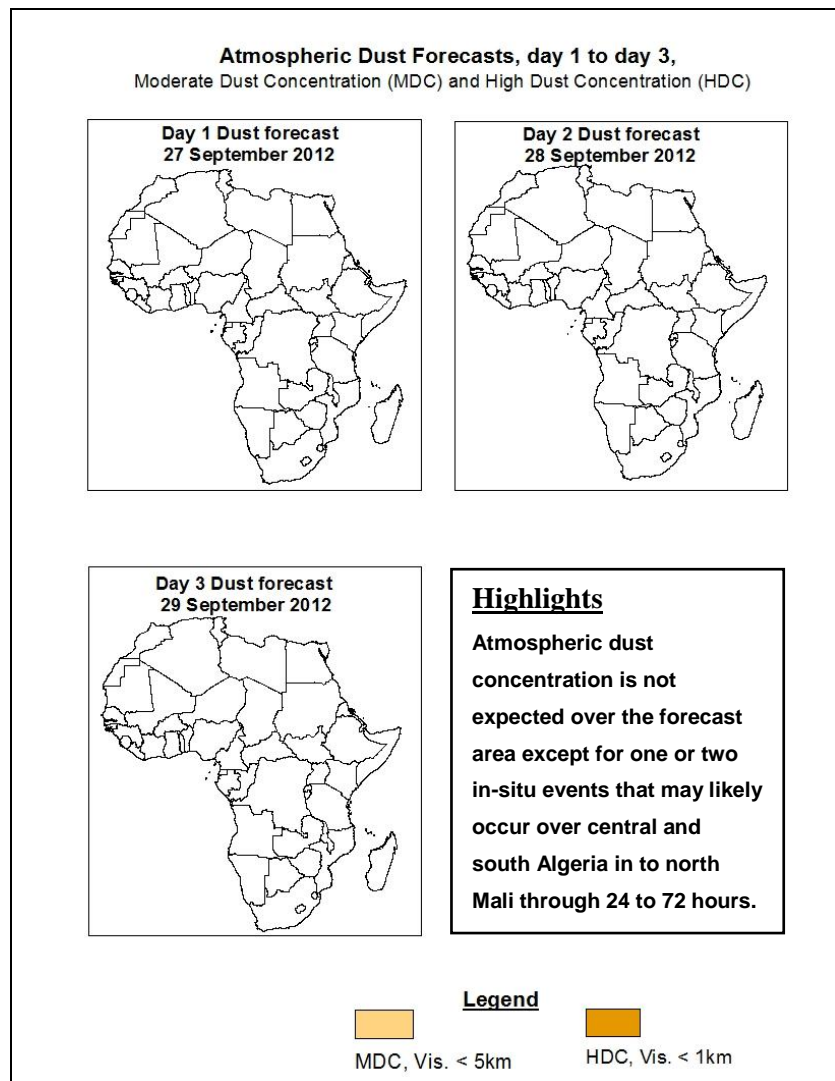 Atmospheric Dust Forecasts, day 1 to day 3,
Moderate Dust Concentration (MDC) and High Dust Concentration (HDC)
Day 1 Dust forecast
27 September 2012
Day 2 Dust forecast
28 September 2012
Day 3 Dust forecast
29 September 2012
Highlights
Atmospheric dust
concentration is not
expected over the forecast
area except for one or two
in-situ events that may likely
occur over central and
south Algeria in to north
Mali through 24 to 72 hours.
Legend
MDC, Vis. < 5km
HDC, Vis. < 1km